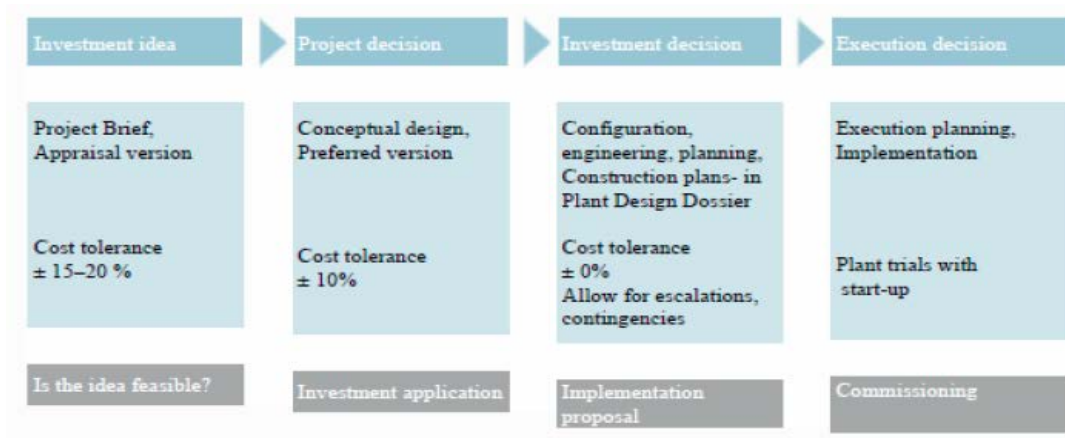 Investment idea
Project decision
Investment decision
Execution decision
Project Brief,
Appraisal version
Cost tolerance
± 15–20 %
Conceptual design,
Preferred version
Cost tolerance
± 10%
Configuration,
engineering, planning,
Construction plans- in
Plant Design Dossier
Cost tolerance
± 0%
Allow for escalations,
contingencies
Execution planning,
Implementation
Plant trials with
start-up
Is the idea feasible?
Investment application
Implementation
proposal
Commissioning